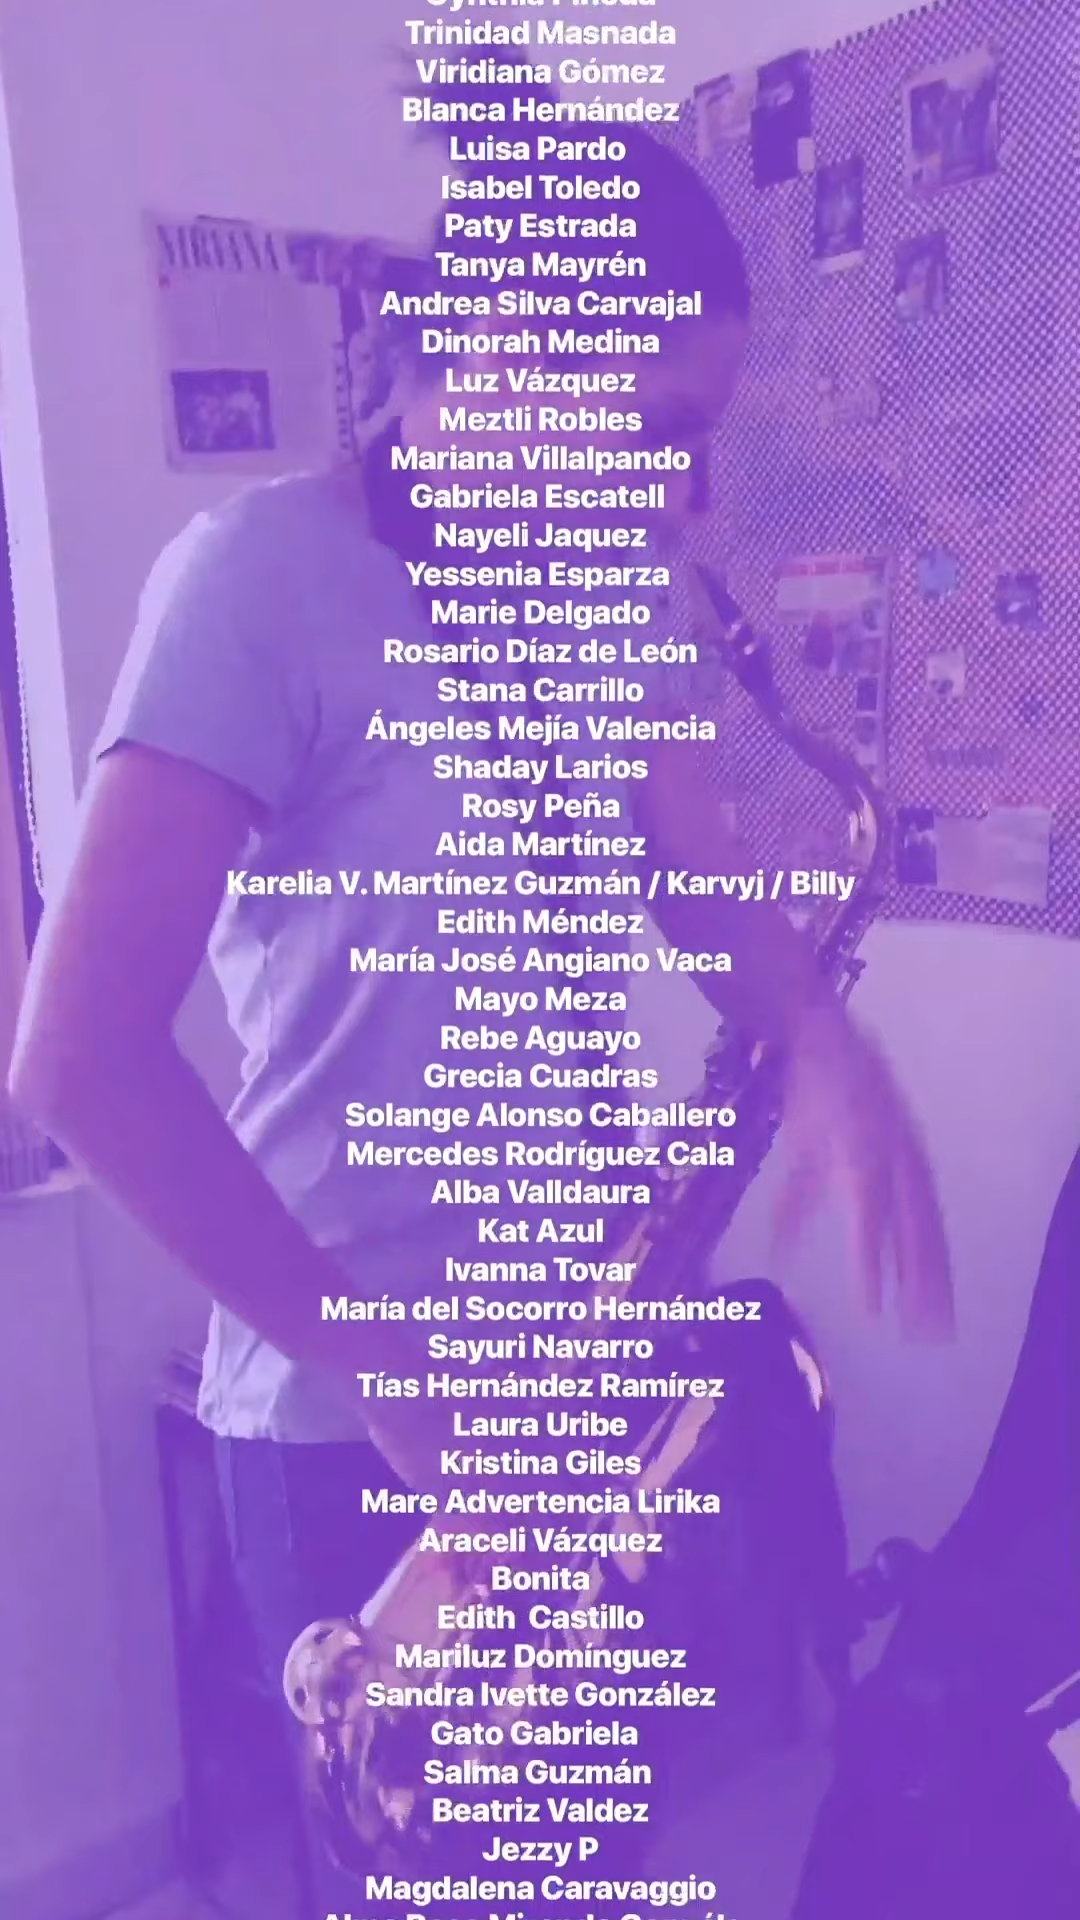 Trinidad Masnada
Viridiana Gómez
Blanca Hernández
Luisa Pardo
Isabel Toledo
Paty Estrada
Tanya Mayrén
Andrea Silva Carvajal
Dinorah Medina
Luz Vázquez
Meztli Robles
Mariana Villalpando
Gabriela Escatell
Nayeli Jaquez
Yessenia Esparza
Marie Delgado
Rosario Díaz de León
Stana Carrillo
Ángeles Mejía Valencia
Shaday Larios
Rosy Peña
Aida Martínez
Karelia V. Martínez Guzmán / Karvyj / Billy
Edith Méndez
María José Angiano Vaca
Mayo Meza
Rebe Aguayo
Grecia Cuadras
Solange Alonso Caballero
Mercedes Rodríguez Cala
Alba Valldaura
Kat Azul
Ivanna Tovar
María del Socorro Hernández
Sayuri Navarro
Tías Hernández Ramírez
Laura Uribe
Kristina Giles
Mare Advertencia Lirika
Araceli Vázquez
Bonita
Edith Castillo
Mariluz Domínguez
Sandra Ivette González
Gato Gabriela
Salma Guzmán
Beatriz Valdez
Jezzy P
Magdalena Caravaggio
NIRVANA